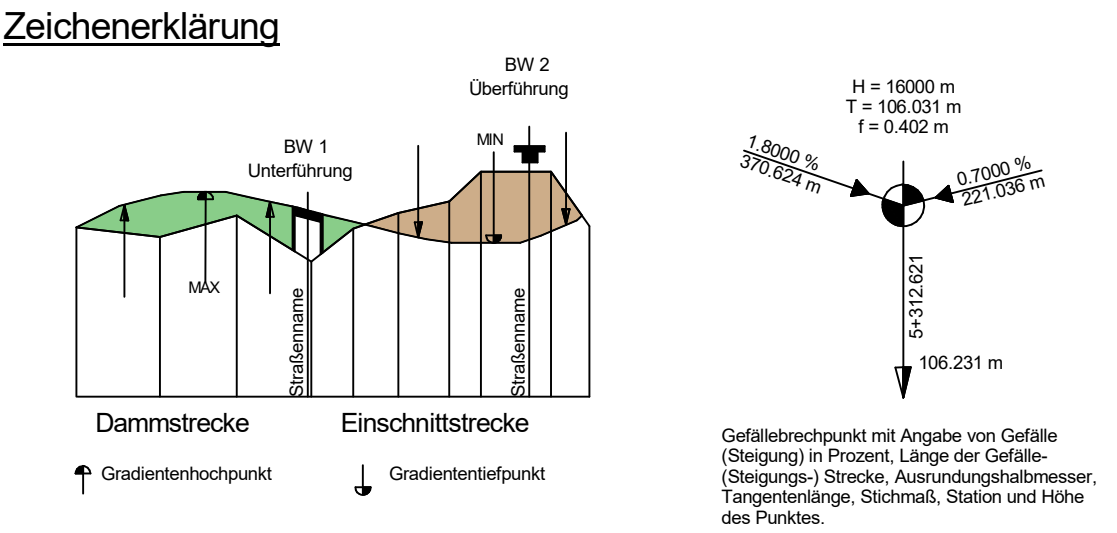 Zeichenerklärung
BW 2
Überführung
BW 1
Unterführung
MIN
MAX
Straßenname
Straßenname
Dammstrecke
Einschnittstrecke
Gradientenhochpunkt
Gradiententiefpunkt
H = 16000 m
T = 106.031 m
f = 0.402 m
1.8000 %
370.624 m
0.7000 %
221.036 m
5+312.621
106.231 m
Gefällebrechpunkt mit Angabe von Gefälle
(Steigung) in Prozent, Länge der Gefälle-
(Steigungs-) Strecke, Ausrundungshalbmesser,
Tangentenlänge, Stichmaß, Station und Höhe
des Punktes.